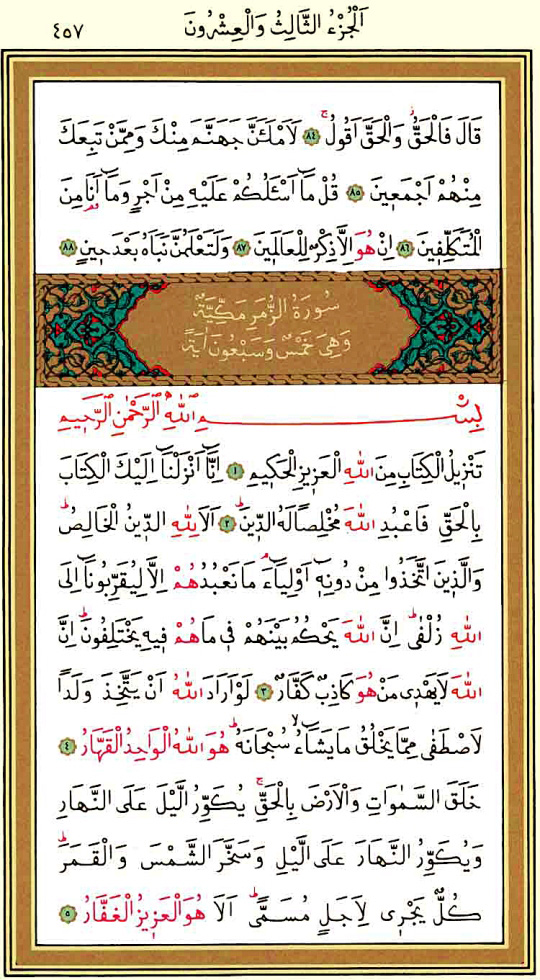 اَلْجُزْءُ الثَّالِثُ وَالْعِشْرُونَ ٤٥٧
قَالَ فَالْحَقُّ وَالْحَقَّ اَقُولُ ۚ ﴿٨٤﴾ لَاَمْلَـَٔنَّ جَهَنَّمَ مِنْكَ وَمِمَّنْ تَبِعَكَ
مِنْهُمْ اَجْمَعٖينَ ﴿٨٥﴾ قُلْ مَٓا اَسْـَٔلُكُمْ عَلَيْهِ مِنْ اَجْرٍ وَمَٓا اَنَا۬ مِنَ
الْمُتَكَلِّفٖينَ ﴿٨٦﴾ اِنْ هُوَ اِلَّا ذِكْرٌ لِلْعَالَمٖينَ ﴿٨٧﴾ وَلَتَعْلَمُنَّ نَبَاَهُ بَعْدَ حٖينٍ ﴿٨٨﴾
سُورَةُ الزُّمَرِ مَكِّيَّةٌ
وَهِىَ خَمْسٌ وَسَبْعُونَ اٰيَةً
بِسْمِ اللّٰهِ الرَّحْمٰنِ الرَّحٖيمِ
تَنْزٖيلُ الْكِتَابِ مِنَ اللّٰهِ الْعَزٖيزِ الْحَكٖيمِ ﴿١﴾ اِنَّٓا اَنْزَلْنَٓا اِلَيْكَ الْكِتَابَ
بِالْحَقِّ فَاعْبُدِ اللّٰهَ مُخْلِصًا لَهُ الدّٖينَ ۜ ﴿٢﴾ اَلَا لِلّٰهِ الدّٖينُ الْخَالِصُ ۜ
وَالَّذٖينَ اتَّخَذُوا مِنْ دُونِهٖٓ اَوْلِيَٓاءَ ۢ مَا نَعْبُدُهُمْ اِلَّا لِيُقَرِّبُونَٓا اِلَى
اللّٰهِ زُلْفٰى ۜ اِنَّ اللّٰهَ يَحْكُمُ بَيْنَهُمْ فٖى مَا هُمْ فٖيهِ يَخْتَلِفُونَ ۜ اِنَّ
اللّٰهَ لَا يَهْدٖى مَنْ هُوَ كَاذِبٌ كَفَّارٌ ﴿٣﴾ لَوْ اَرَادَ اللّٰهُ اَنْ يَتَّخِذَ وَلَدًا
لَاصْطَفٰى مِمَّا يَخْلُقُ مَا يَشَٓاءُ ۙ سُبْحَانَهُ ۜ هُوَ اللّٰهُ الْوَاحِدُ الْقَهَّارُ ﴿٤﴾
خَلَقَ السَّمٰوَاتِ وَالْاَرْضَ بِالْحَقِّ ۚ يُكَوِّرُ الَّيْلَ عَلَى النَّهَارِ
وَيُكَوِّرُ النَّهَارَ عَلَى الَّيْلِ وَسَخَّرَ الشَّمْسَ وَالْقَمَرَ ۜ
كُلٌّ يَجْرٖى لِاَجَلٍ مُسَمًّى ۜ اَلَا هُوَ الْعَزٖيزُ الْغَفَّارُ ﴿٥﴾